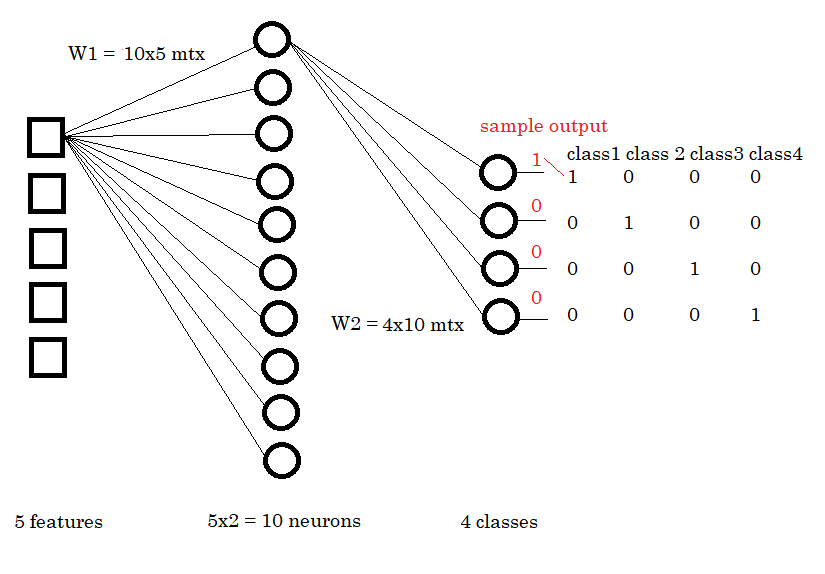 W1 = 10x5 mtx
sample output
class1 class 2 class3 class4
1
1 0 0 0
0
0 1 0 0
0
0 0 1 0
0
0 0 0 1
W2 = 4x10 mtx
5 features
5x2 = 10 neurons
4 classes